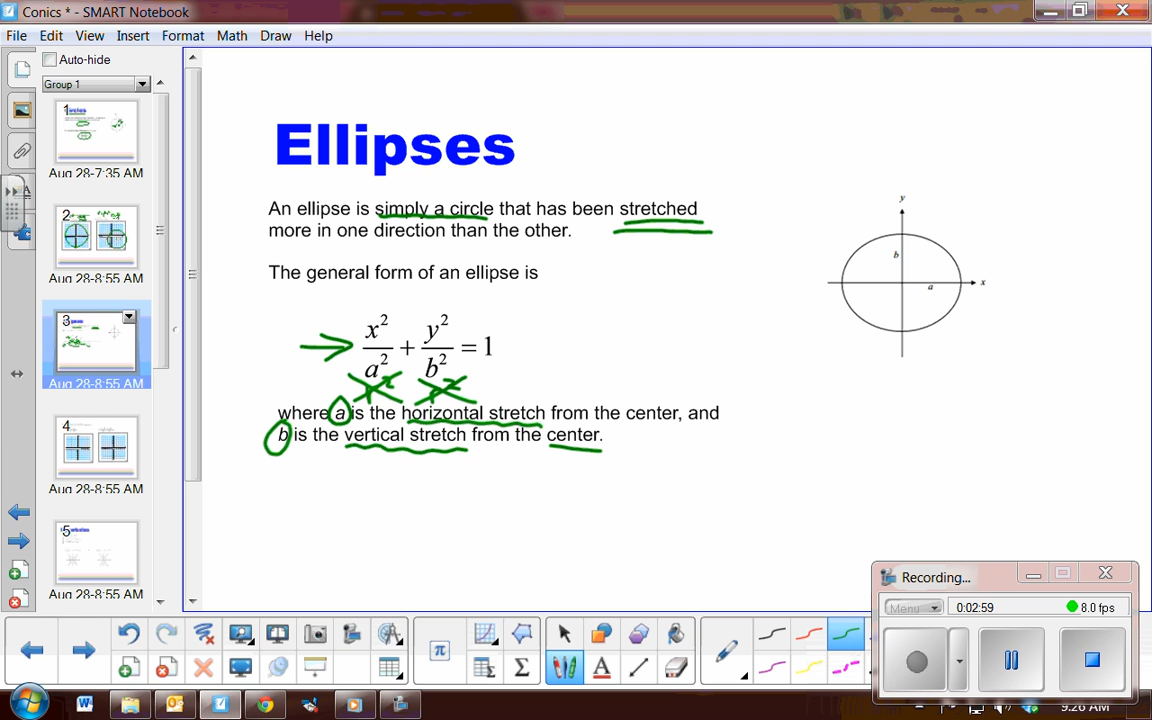 Conics * - SMART Notebook
File Edit View Insert Format Math Draw Help
Auto-hide
Group 1
1
Aug 28-7:35 AM
2
Aug 28-8:55 AM
3
Aug 28-8:55 AM
4
Aug 28-8:55 AM
5
Aug 28-8:55 AM
Ellipses
An ellipse is simply a circle that has been stretched
more in one direction than the other.
The general form of an ellipse is
x²/a² + y²/b² = 1
where a is the horizontal stretch from the center, and
b is the vertical stretch from the center.
y
b
a
x
Recording...
Menu
0:02:59
8.0 fps
π
Σ
A
W
9:26 AM